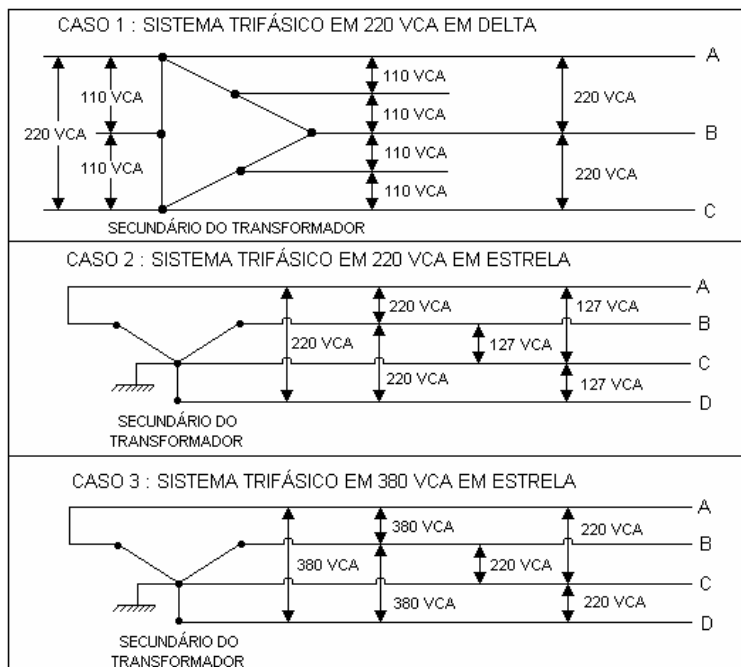 CASO 1 : SISTEMA TRIFÁSICO EM 220 VCA EM DELTA
A
110 VCA
110 VCA
110 VCA
220 VCA
220 VCA
B
110 VCA
110 VCA
220 VCA
110 VCA
C
SECUNDÁRIO DO TRANSFORMADOR
CASO 2 : SISTEMA TRIFÁSICO EM 220 VCA EM ESTRELA
A
220 VCA
127 VCA
B
220 VCA
127 VCA
C
220 VCA
127 VCA
D
SECUNDÁRIO DO
TRANSFORMADOR
CASO 3 : SISTEMA TRIFÁSICO EM 380 VCA EM ESTRELA
A
380 VCA
220 VCA
B
380 VCA
220 VCA
C
380 VCA
220 VCA
D
SECUNDÁRIO DO
TRANSFORMADOR